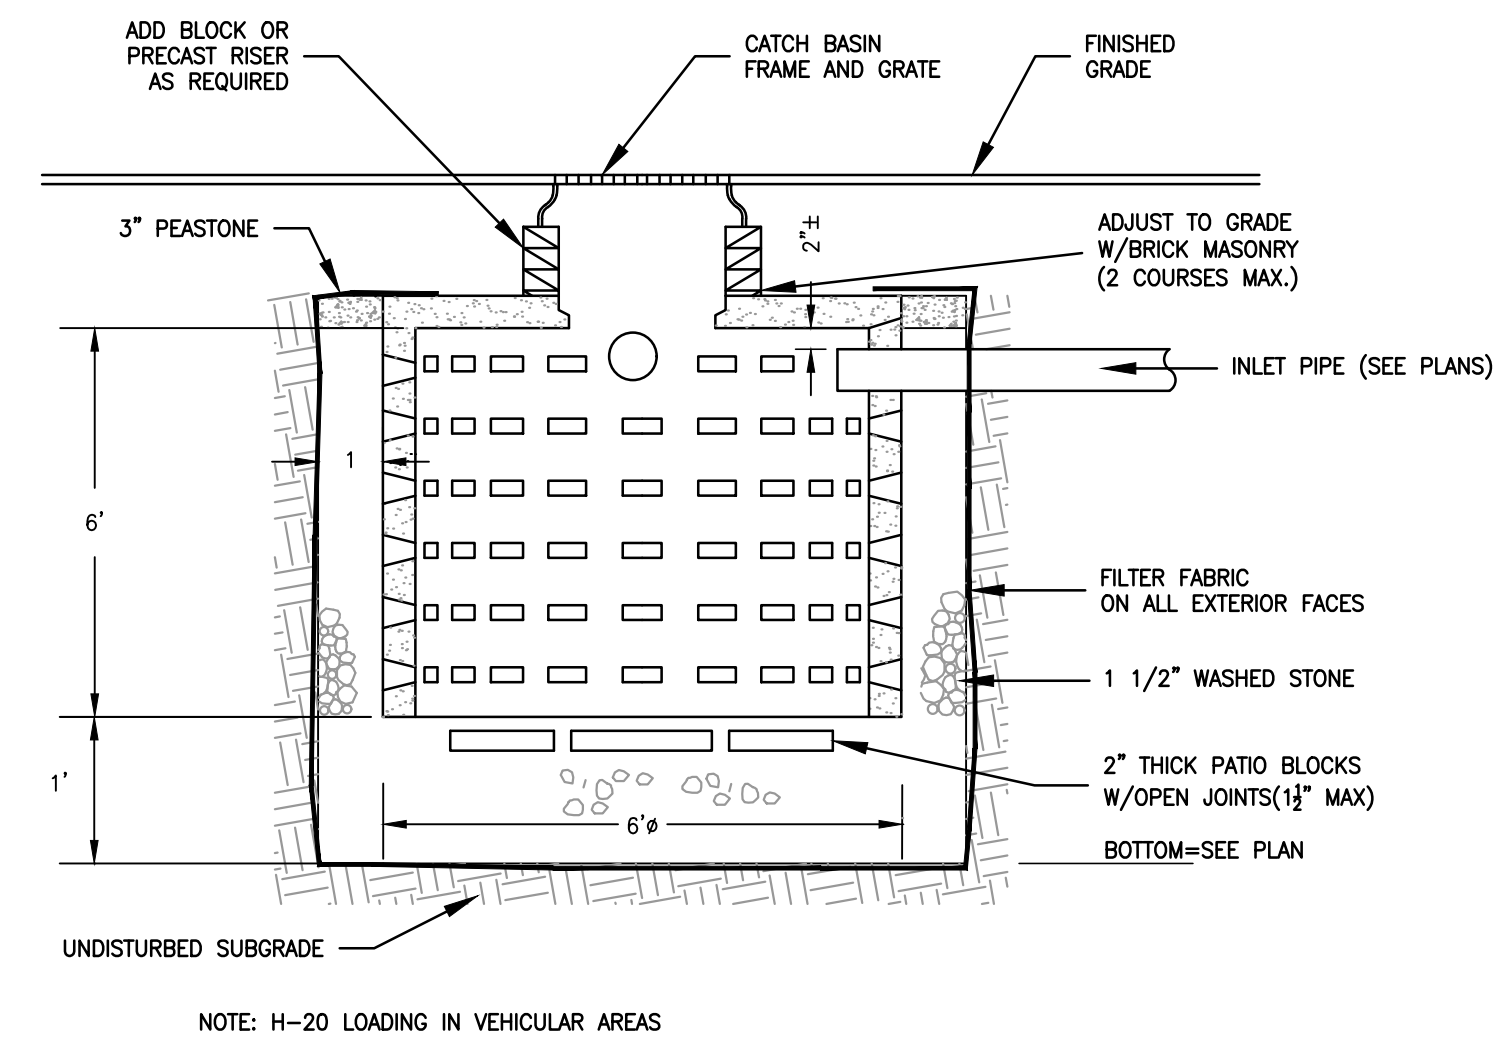 ADD BLOCK OR
PRECAST RISER
AS REQUIRED
CATCH BASIN
FRAME AND GRATE
FINISHED
GRADE
3" PEASTONE
2"±
ADJUST TO GRADE
W/BRICK MASONRY
(2 COURSES MAX.)
INLET PIPE (SEE PLANS)
1'
6'
FILTER FABRIC
ON ALL EXTERIOR FACES
1 1/2" WASHED STONE
2" THICK PATIO BLOCKS
W/OPEN JOINTS(1½" MAX)
1'
6'ø
BOTTOM=SEE PLAN
UNDISTURBED SUBGRADE
NOTE: H-20 LOADING IN VEHICULAR AREAS